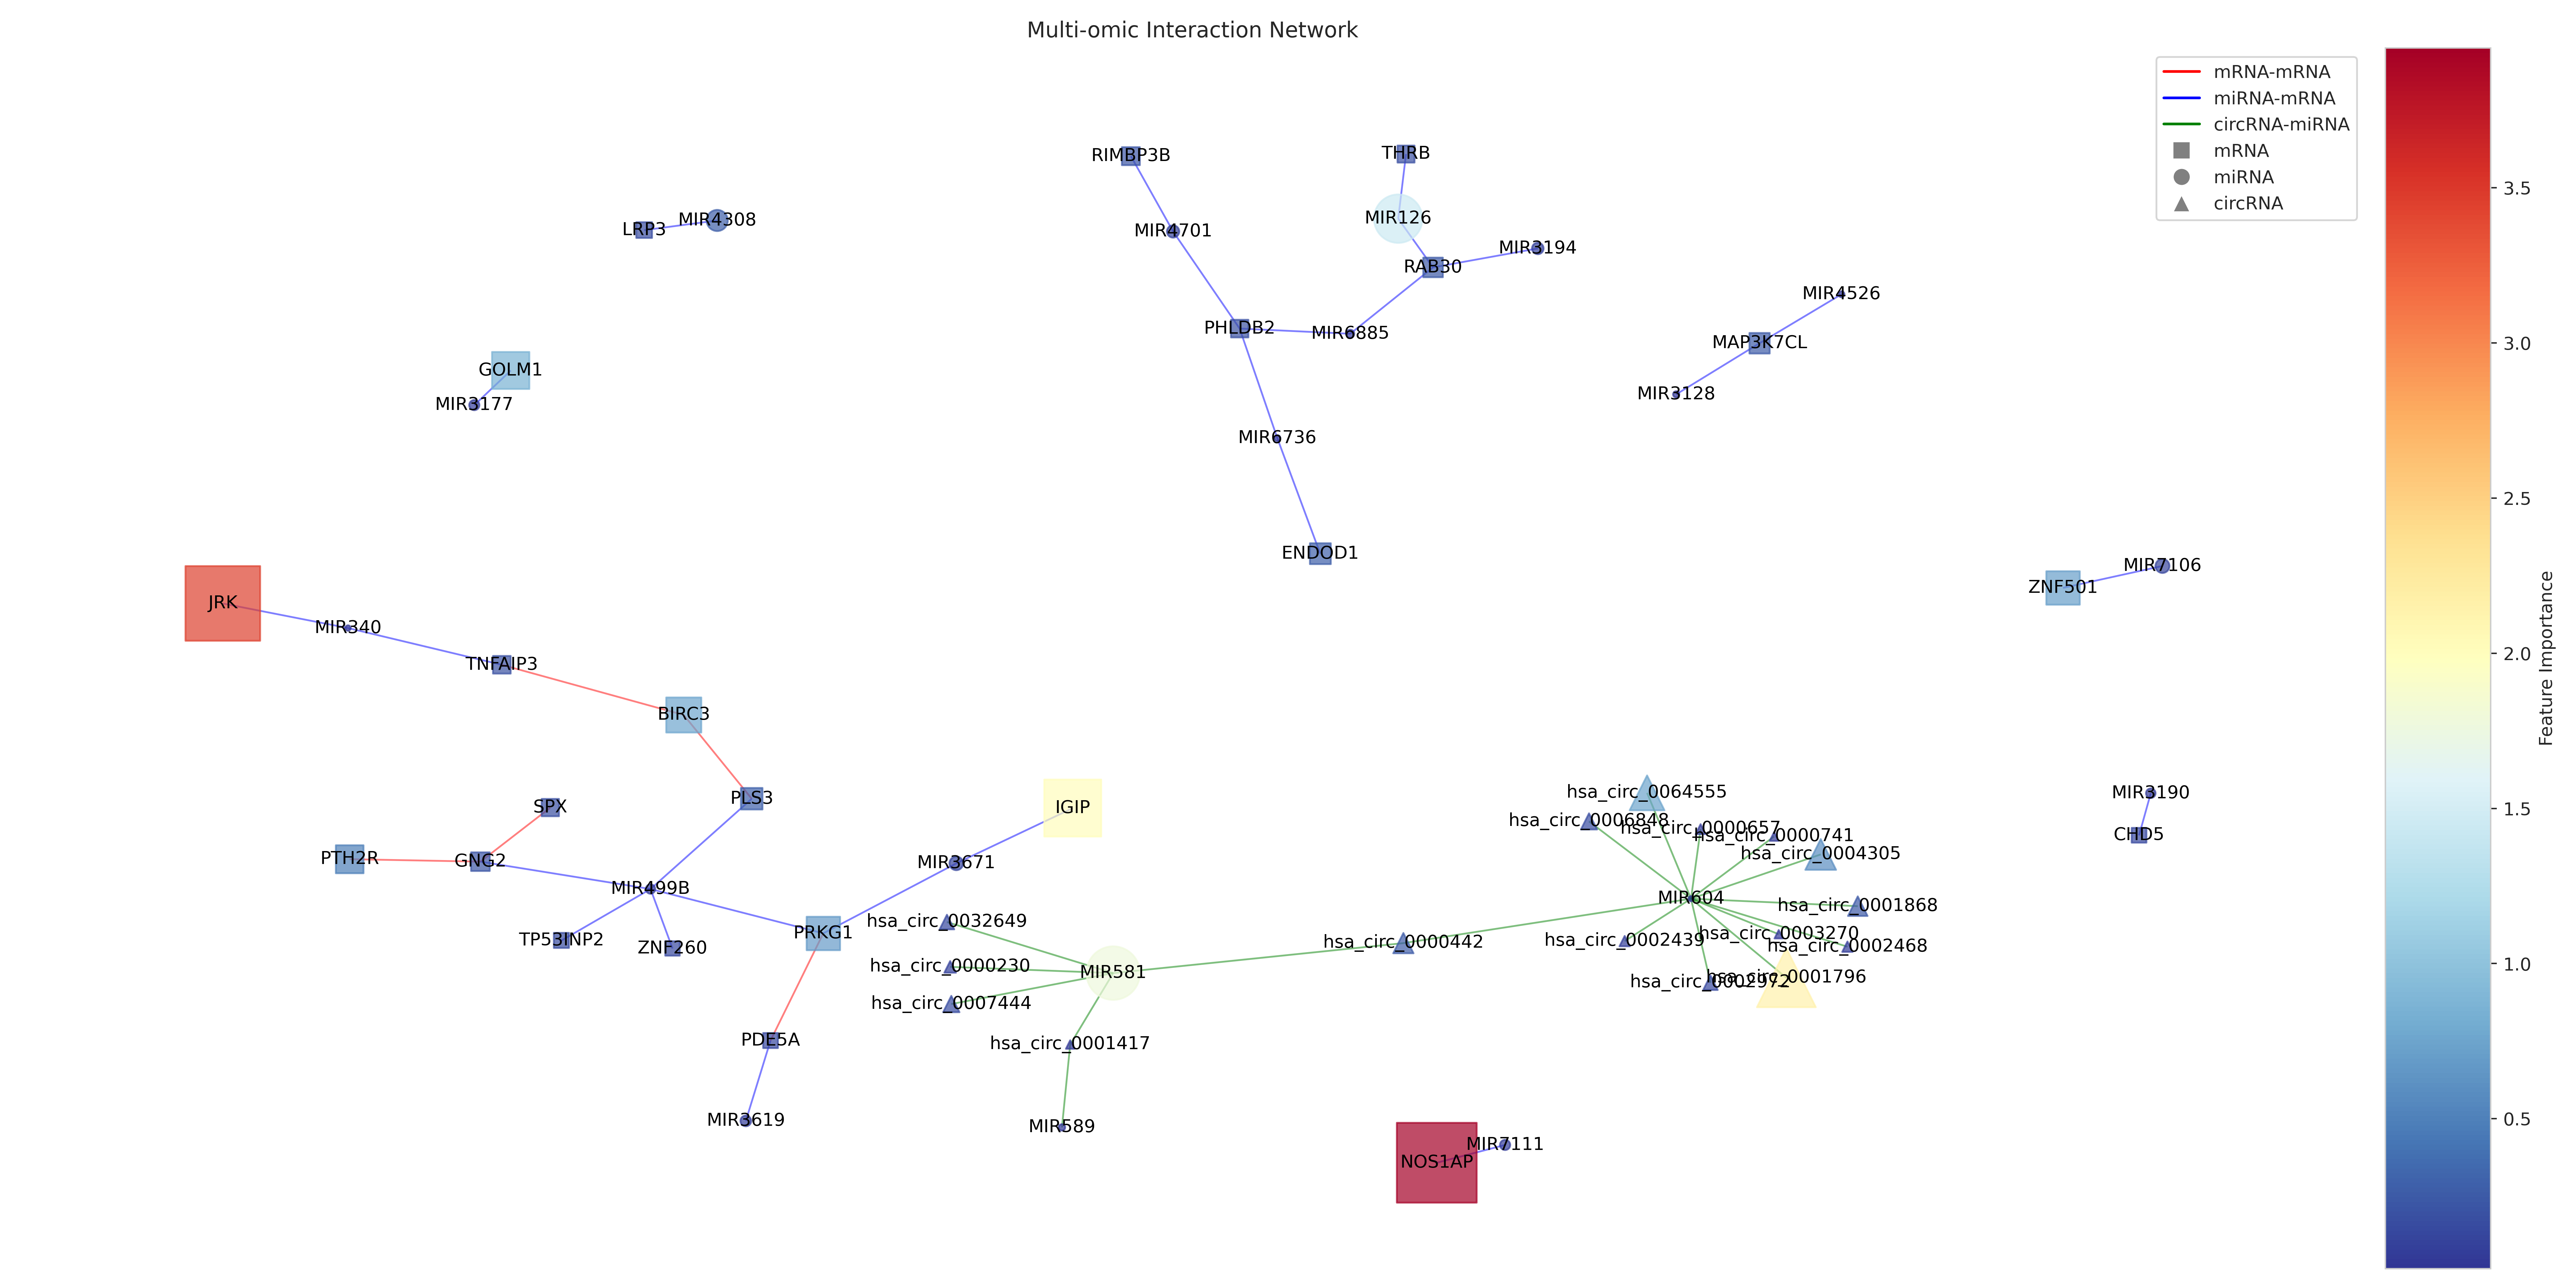 Multi-omic Interaction Network
mRNA-mRNA
miRNA-mRNA
circRNA-miRNA
mRNA
miRNA
circRNA
RIMBP3B
THRB
LRP3
MIR4308
MIR126
MIR4701
MIR3194
RAB30
MIR4526
PHLDB2
MIR6885
MAP3K7CL
GOLM1
MIR3177
MIR3128
MIR6736
ENDOD1
MIR7106
ZNF501
JRK
MIR340
TNFAIP3
BIRC3
PLS3
SPX
IGIP
PTH2R
GNG2
MIR3671
MIR499B
TP53INP2
ZNF260
PRKG1
PDE5A
MIR3619
hsa_circ_0032649
hsa_circ_0000230
hsa_circ_0007444
MIR581
hsa_circ_0001417
MIR589
hsa_circ_0000442
hsa_circ_0064555
hsa_circ_0006848
hsa_circ_0000657
hsa_circ_0000741
hsa_circ_0004305
MIR604
hsa_circ_0001868
hsa_circ_0003270
hsa_circ_0002439
hsa_circ_0002468
hsa_circ_0001796
hsa_circ_0002972
MIR3190
CHD5
NOS1AP
MIR7111
3.5
3.0
2.5
2.0
1.5
1.0
0.5
Feature Importance